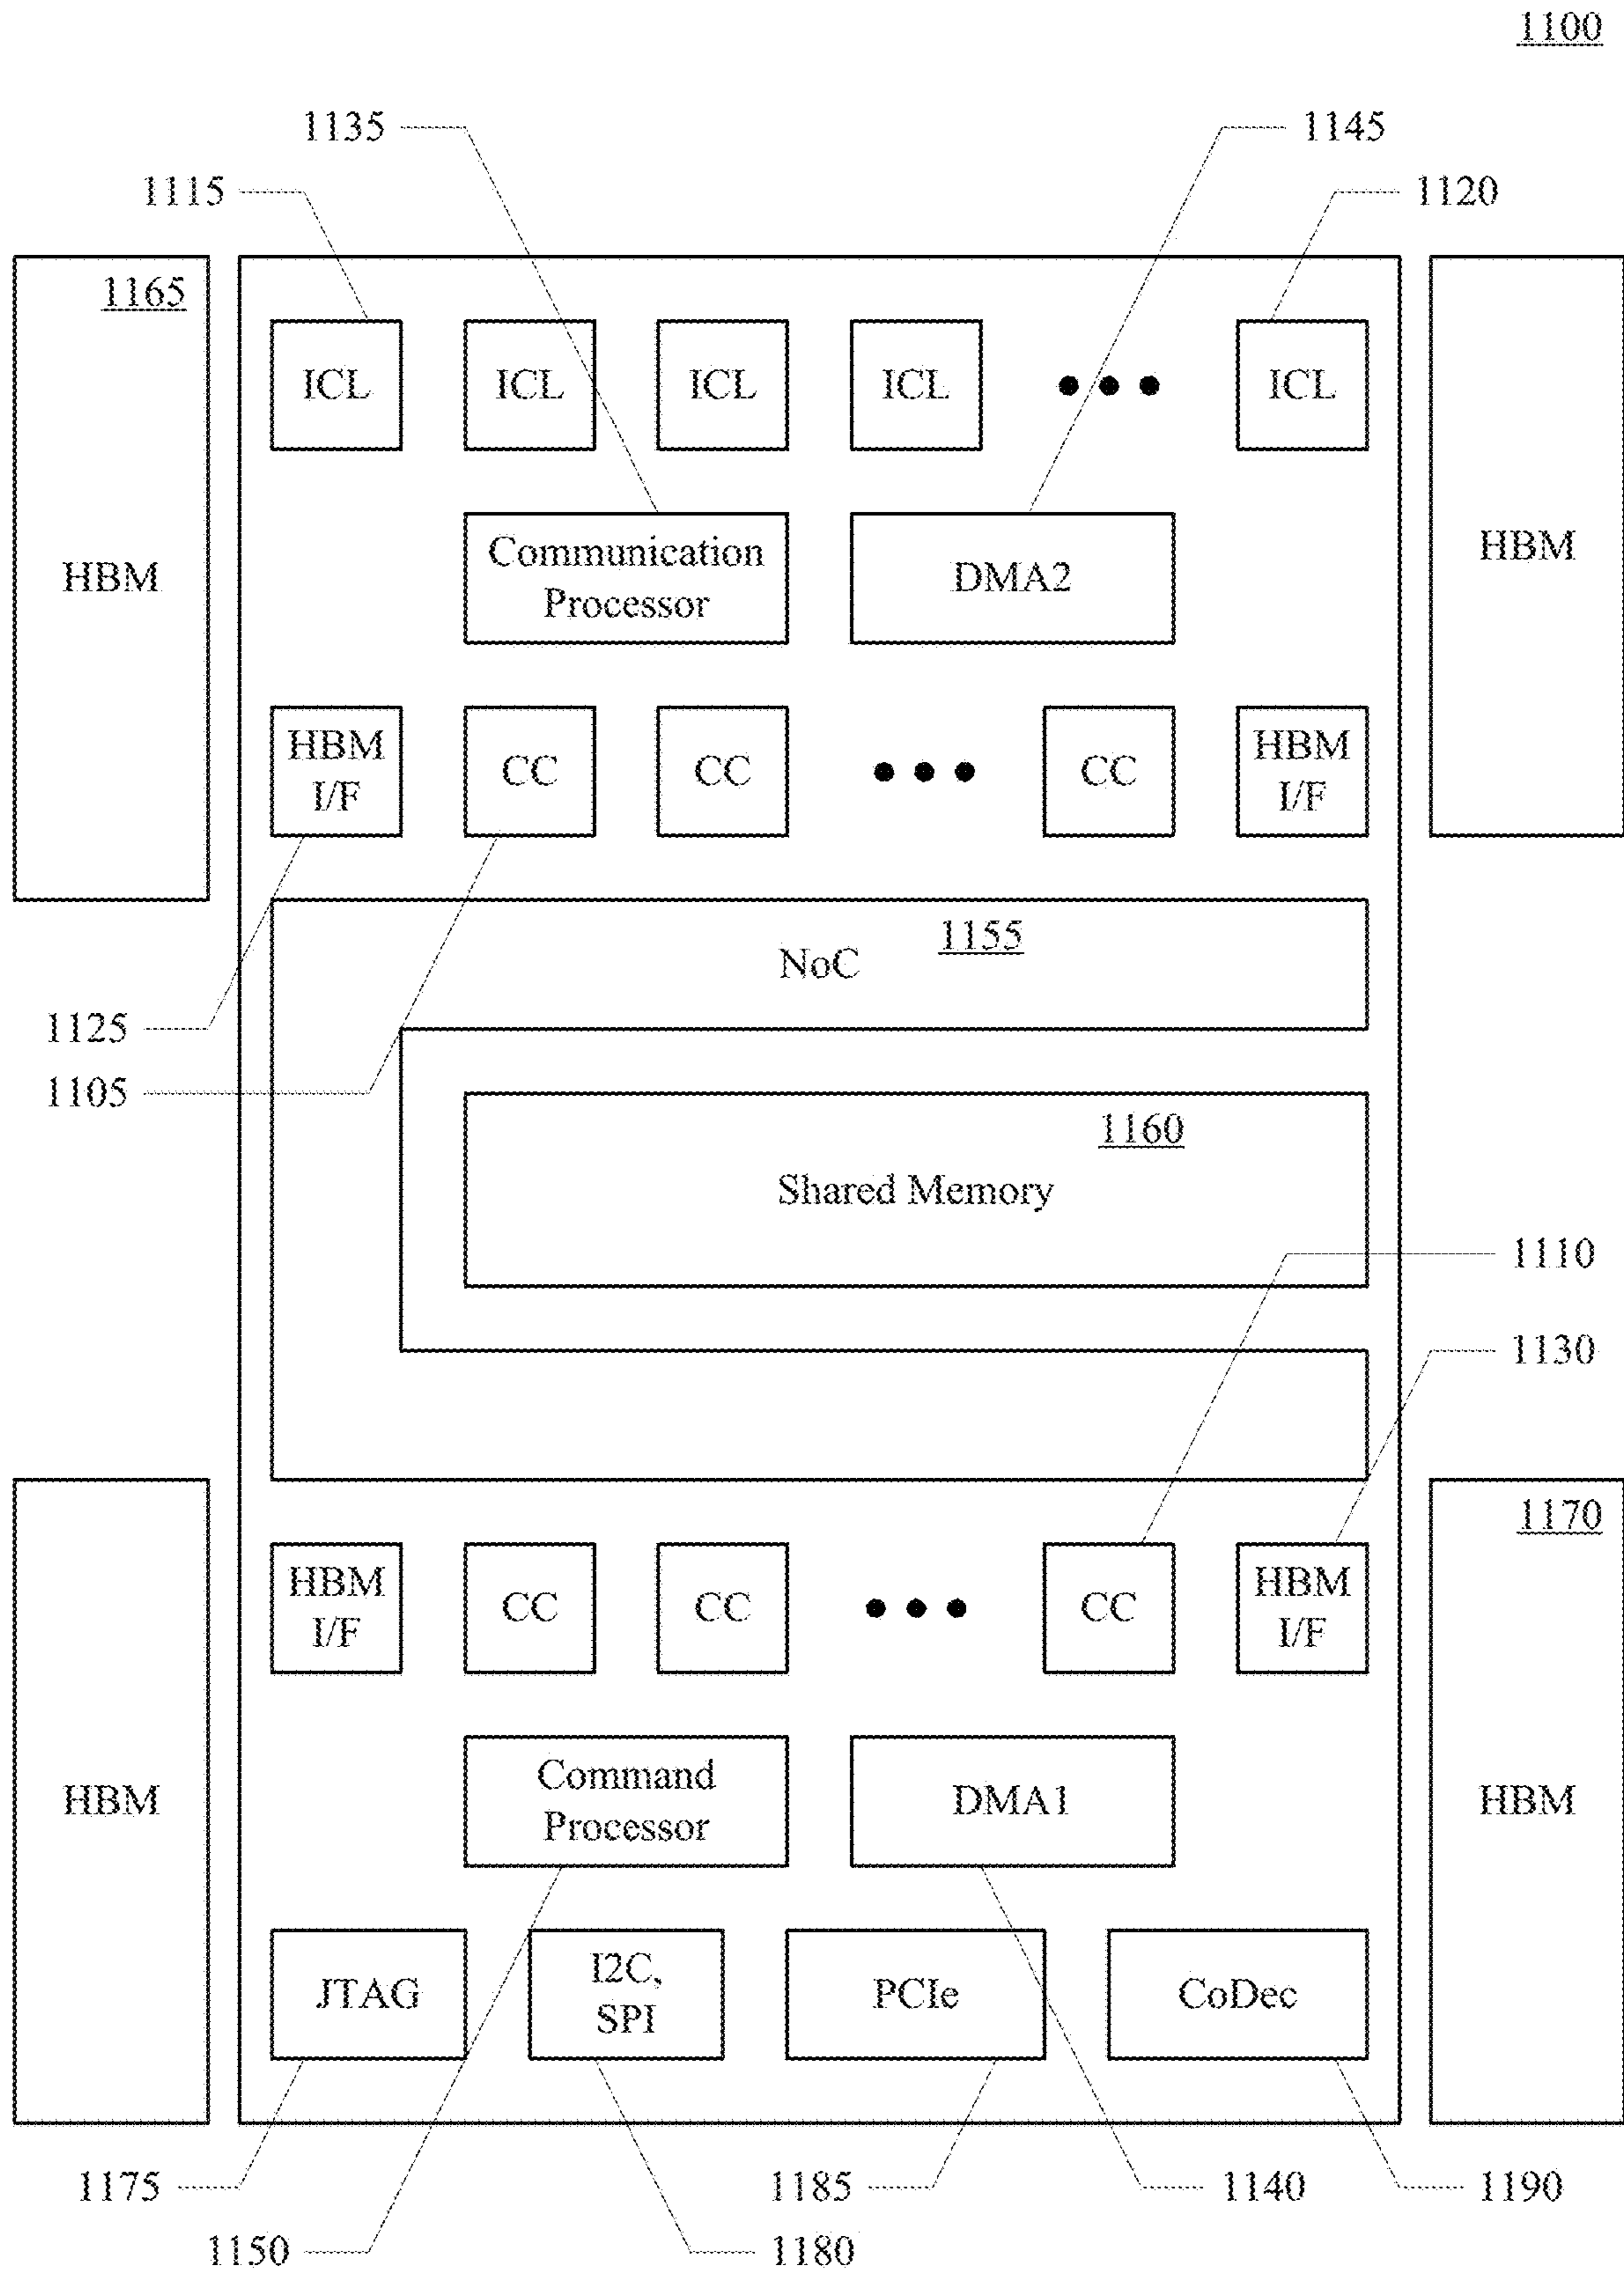 1100
1135
1145
1115
1120
1165
ICL
ICL
ICL
ICL
ICL
HBM
Communication
Processor
DMA2
HBM
HBM
I/F
CC
CC
CC
HBM
I/F
1155
NoC
1125
1105
1160
Shared Memory
1110
1130
1170
HBM
I/F
CC
CC
CC
HBM
I/F
HBM
Command
Processor
DMA1
HBM
JTAG
I2C,
SPI
PCIe
CoDec
1175
1185
1140
1190
1150
1180